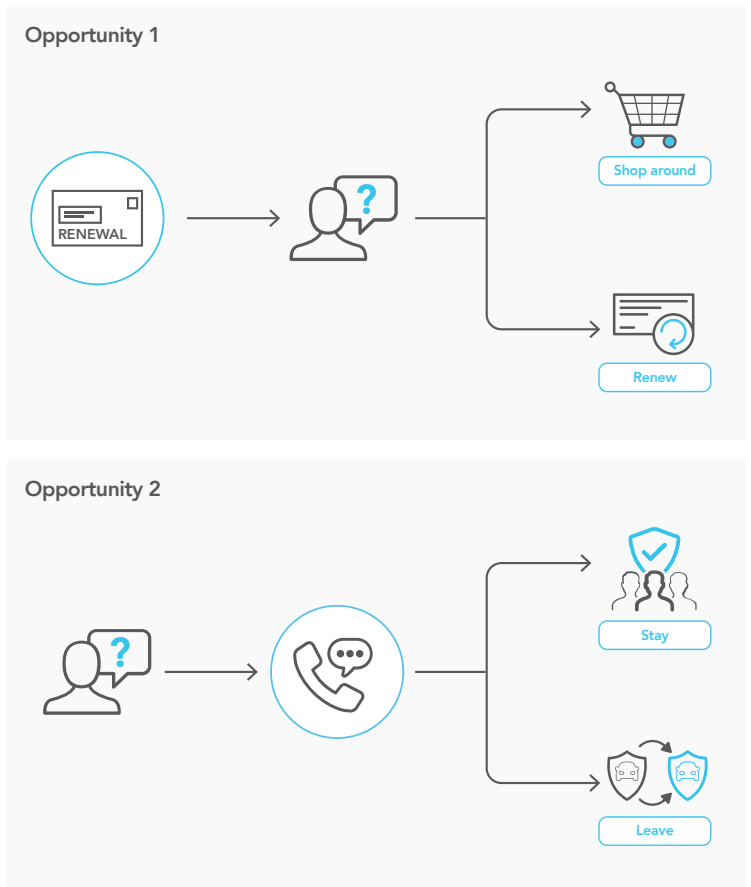 Opportunity 1
RENEWAL
?
Shop around
Renew
Opportunity 2
?
Stay
Leave